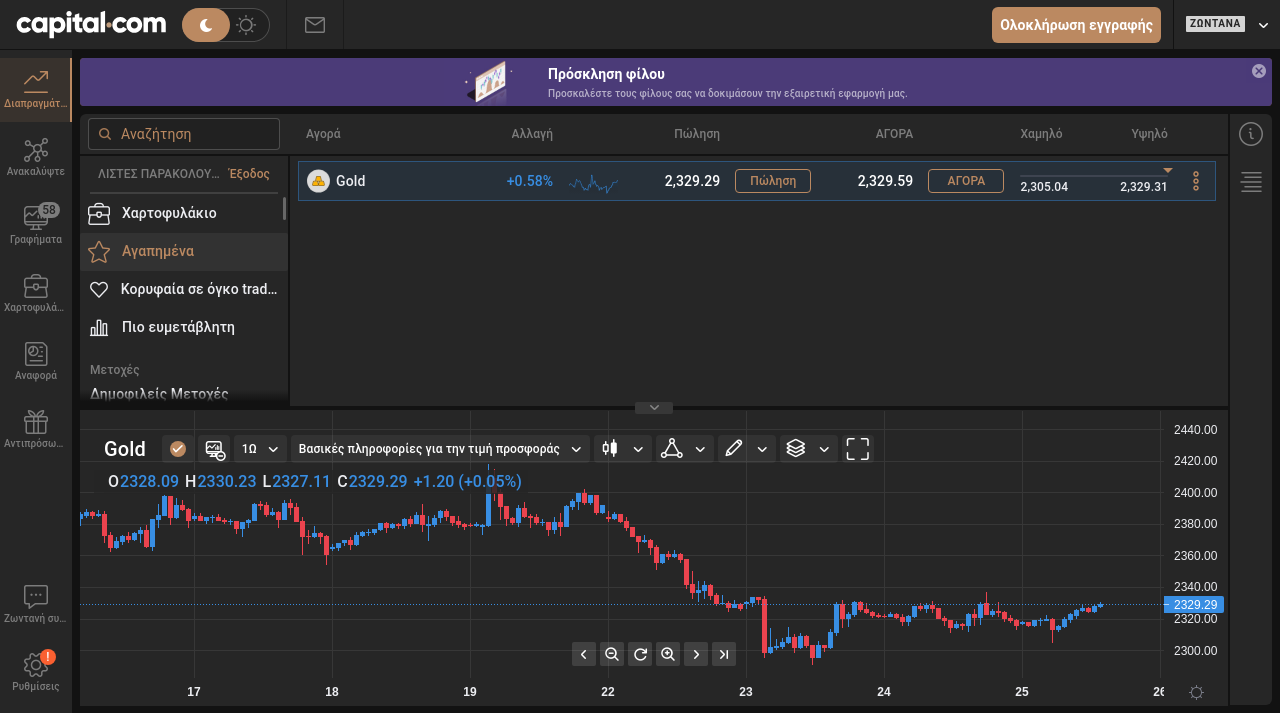 capital.com
Ολοκλήρωση εγγραφής
ΖΩΝΤΑΝΑ
Πρόσκληση φίλου
Προσκαλέστε τους φίλους σας να δοκιμάσουν την εξαιρετική εφαρμογή μας.
Διαπραγμάτ...
Ανακαλύψτε
58
Γραφήματα
Χαρτοφυλά...
Αναφορά
Αντιπρόσω...
Ζωντανή συ...
!
Ρυθμίσεις
Αναζήτηση
ΛΙΣΤΕΣ ΠΑΡΑΚΟΛΟΥ... Έξοδος
Χαρτοφυλάκιο
Αγαπημένα
Κορυφαία σε όγκο trad...
Πιο ευμετάβλητη
Μετοχές
Δημοφιλείς Μετοχές
Αγορά Αλλαγή Πώληση ΑΓΟΡΑ Χαμηλό Υψηλό
Gold +0.58% 2,329.29 Πώληση 2,329.59 ΑΓΟΡΑ 2,305.04 2,329.31
Gold 1Ω Βασικές πληροφορίες για την τιμή προσφοράς
O2328.09 H2330.23 L2327.11 C2329.29 +1.20 (+0.05%)
2440.00
2420.00
2400.00
2380.00
2360.00
2340.00
2329.29
2320.00
2300.00
17 18 19 22 23 24 25 26